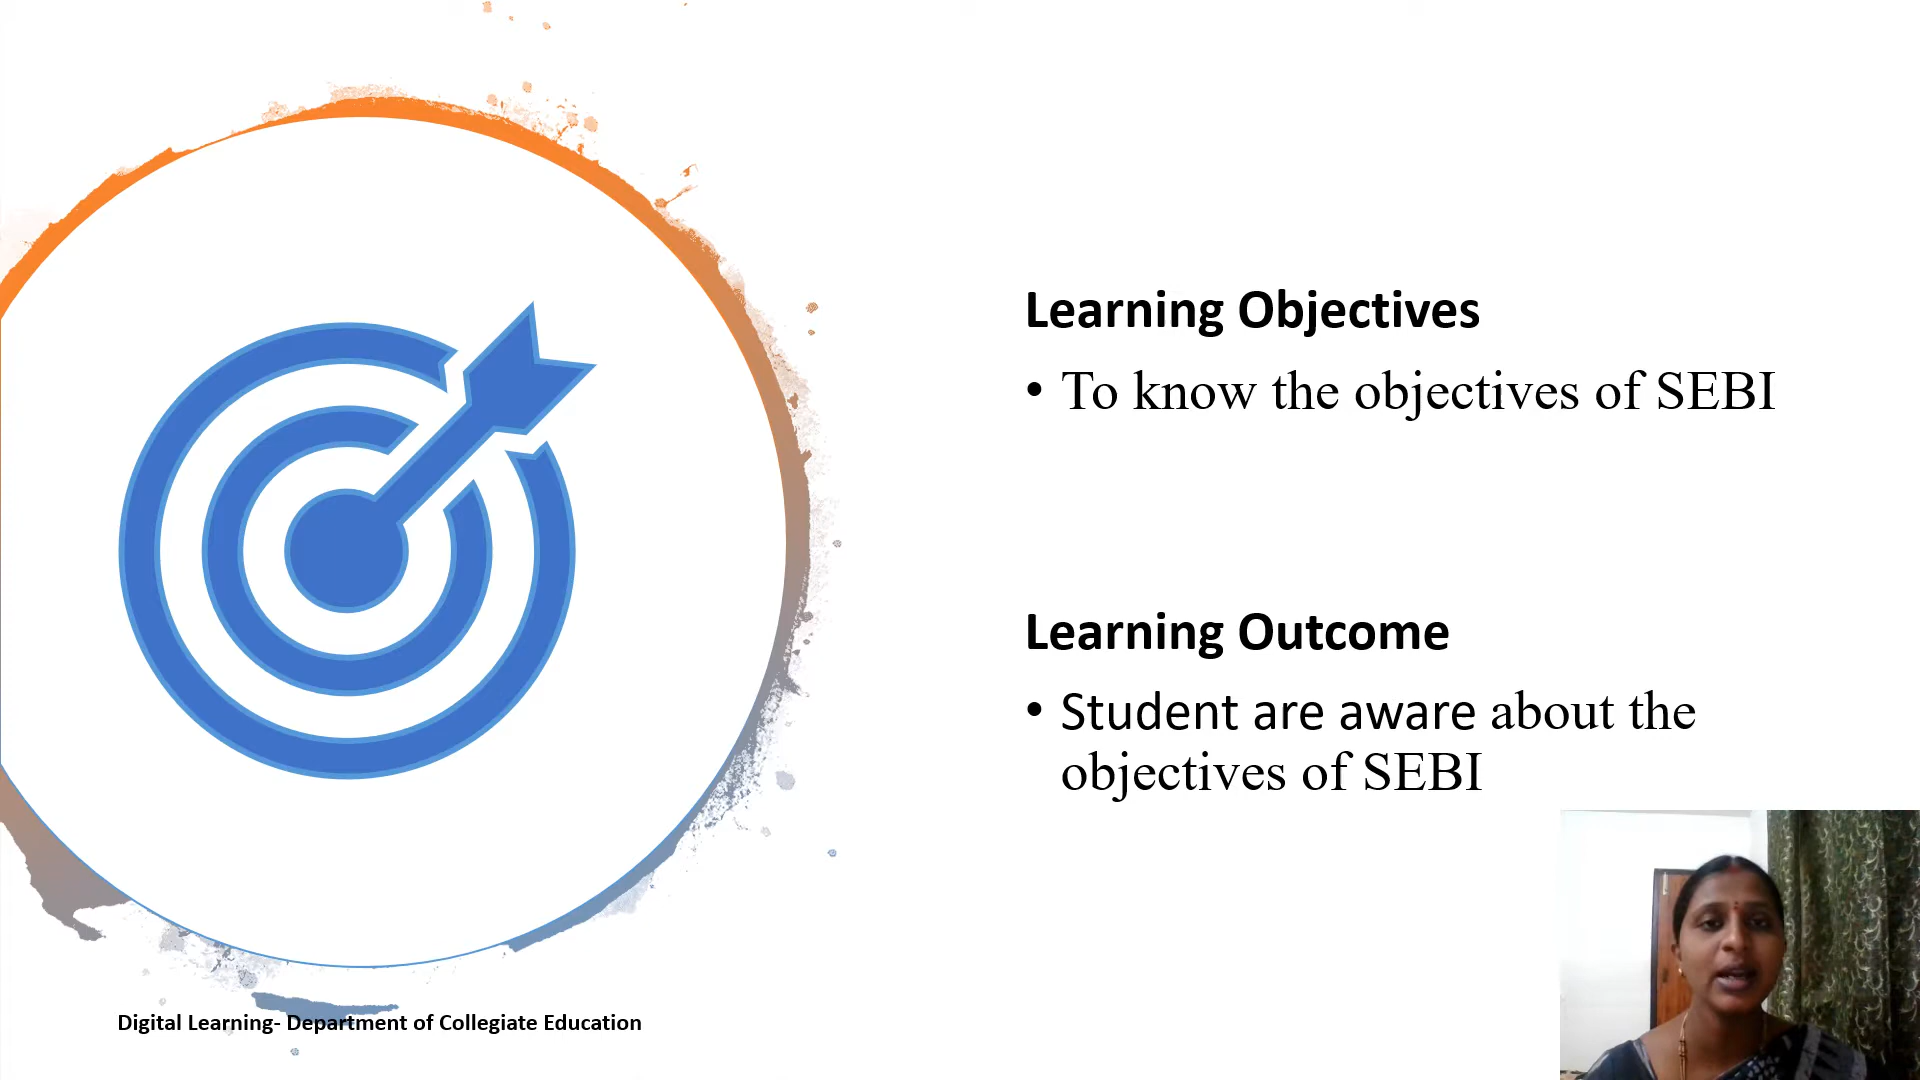 Learning Objectives
• To know the objectives of SEBI
Learning Outcome
• Student are aware about the
objectives of SEBI
Digital Learning- Department of Collegiate Education